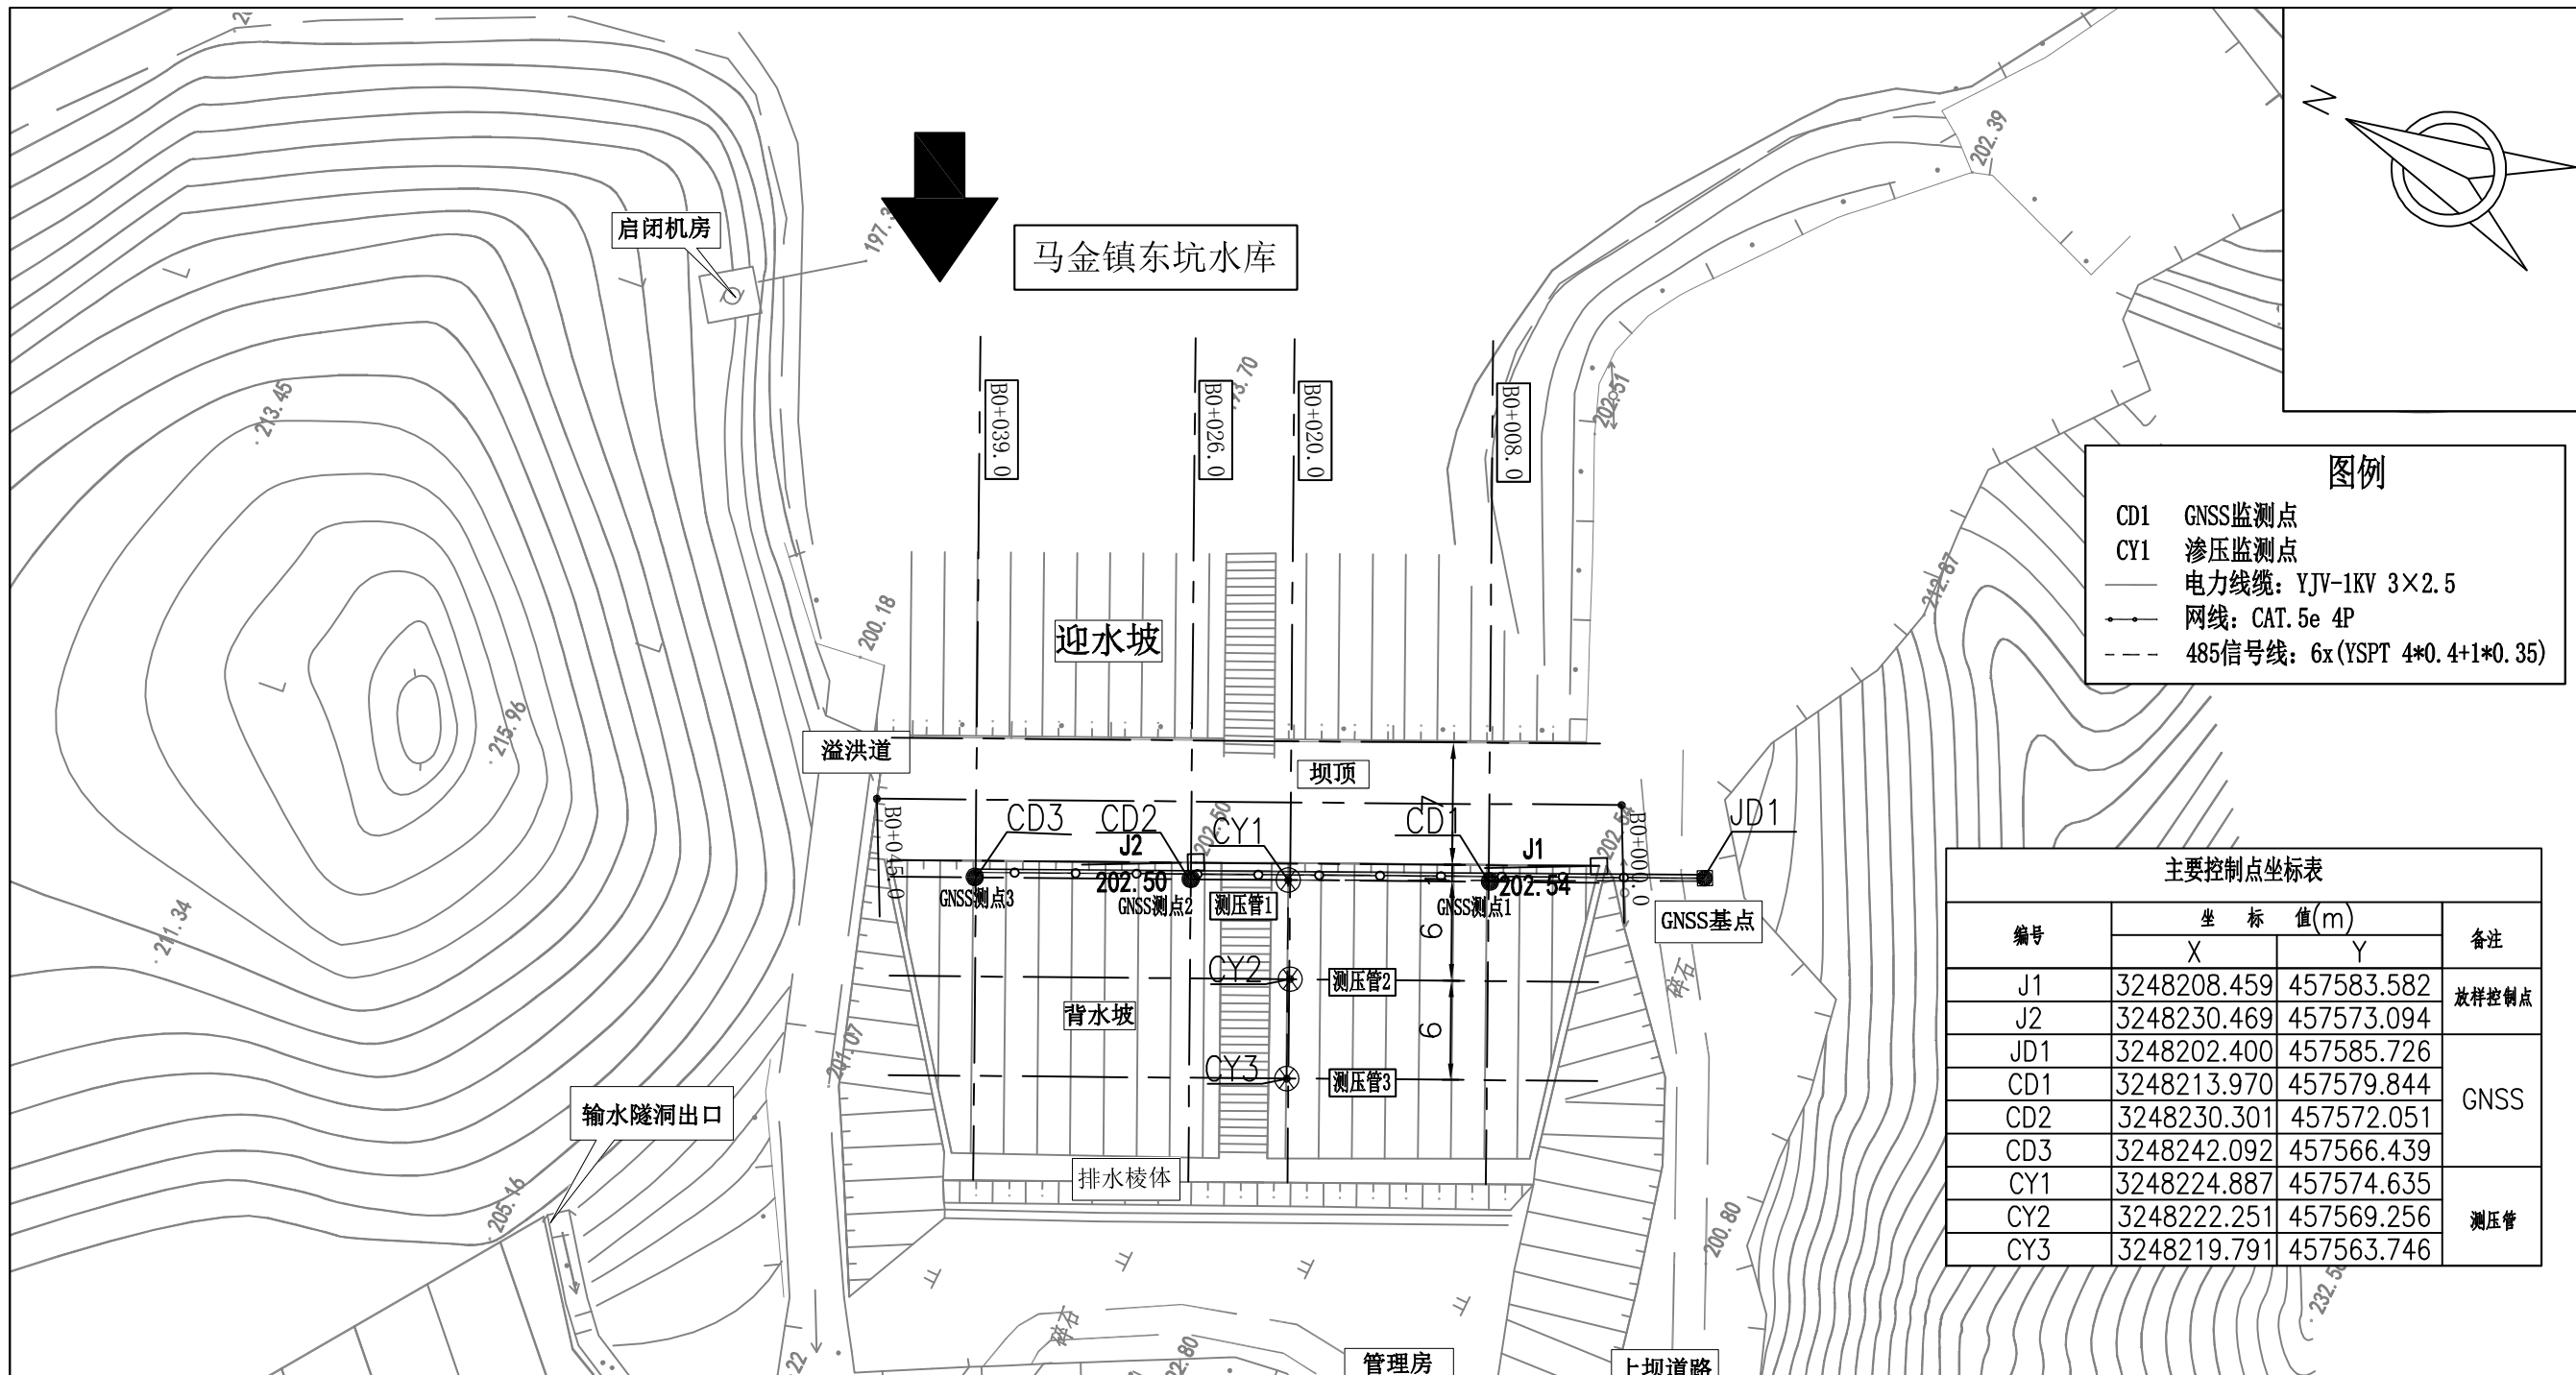 N
202.39
启闭机房
197.3
马金镇东坑水库
213.45
B0+039.0
B0+026.0
93.70
B0+020.0
B0+008.0
202.51
图例
CD1 GNSS监测点
CY1 渗压监测点
电力线缆: YJV-1KV 3×2.5
网线: CAT.5e 4P
485信号线: 6x(YSPT 4*0.4+1*0.35)
212.87
200.18
迎水坡
215.96
溢洪道
坝顶
7
CD3
CD2
CY1
CD1
JD1
B0+045.0
J2
202.50
J1
202.54
B0+000.0
202.50
202.54
1
GNSS测点3
GNSS测点2
测压管1
GNSS测点1
GNSS基点
211.34
6
CY2
测压管2
碎石
背水坡
201.07
6
CY3
测压管3
输水隧洞出口
排水棱体
205.16
200.80
232.50
碎石
22
管理房
上坝道路
主要控制点坐标表
编号 坐 标 值(m) 备注
X Y
J1 3248208.459 457583.582 放样控制点
J2 3248230.469 457573.094
JD1 3248202.400 457585.726 GNSS
CD1 3248213.970 457579.844
CD2 3248230.301 457572.051
CD3 3248242.092 457566.439
CY1 3248224.887 457574.635 测压管
CY2 3248222.251 457569.256
CY3 3248219.791 457563.746